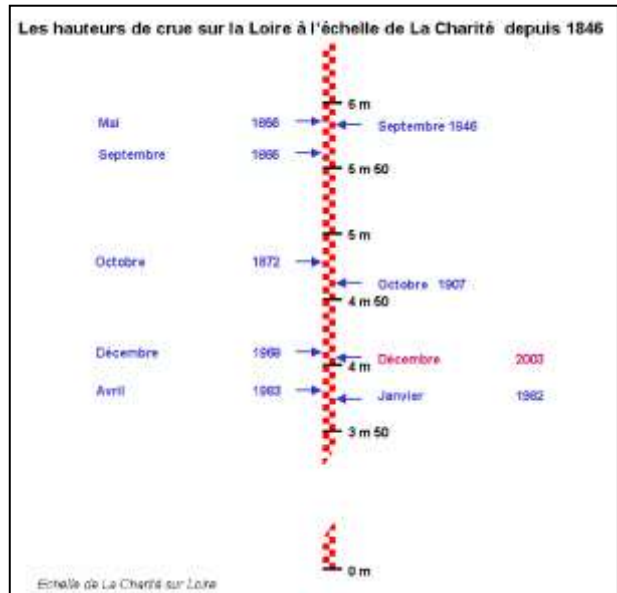 Les hauteurs de crue sur la Loire à l'échelle de La Charité depuis 1846
6 m
Mai 1856
Septembre 1846
Septembre 1866
5 m 50
5 m
Octobre 1872
Octobre 1907
4 m 50
Décembre 1968
Décembre 2003
4 m
Avril 1983
Janvier 1982
3 m 50
0 m
Echelle de La Charité sur Loire